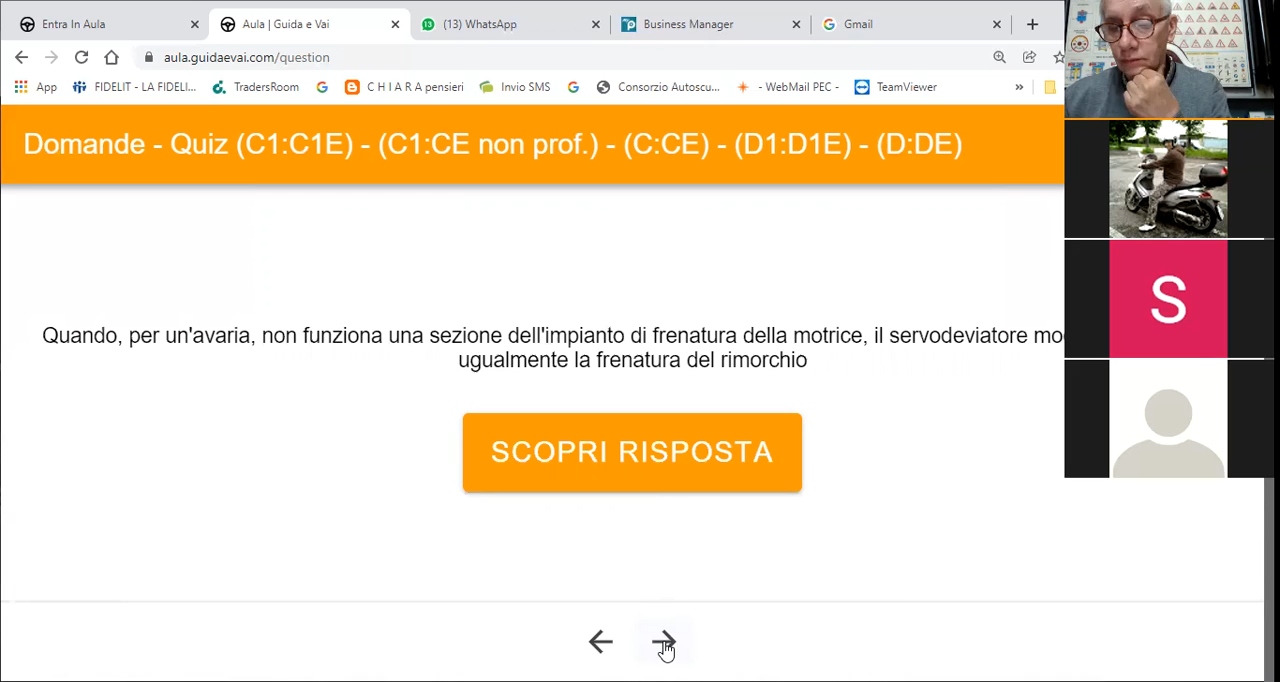 Entra In Aula
Aula | Guida e Vai
(13) WhatsApp
Business Manager
Gmail
aula.guidaevai.com/question
App
FIDELIT - LA FIDELI...
TradersRoom
C H I A R A pensieri
Invio SMS
Consorzio Autoscu...
- WebMail PEC -
TeamViewer
»
Domande - Quiz (C1:C1E) - (C1:CE non prof.) - (C:CE) - (D1:D1E) - (D:DE)
Quando, per un'avaria, non funziona una sezione dell'impianto di frenatura della motrice, il servodeviatore
ugualmente la frenatura del rimorchio
SCOPRI RISPOSTA
S